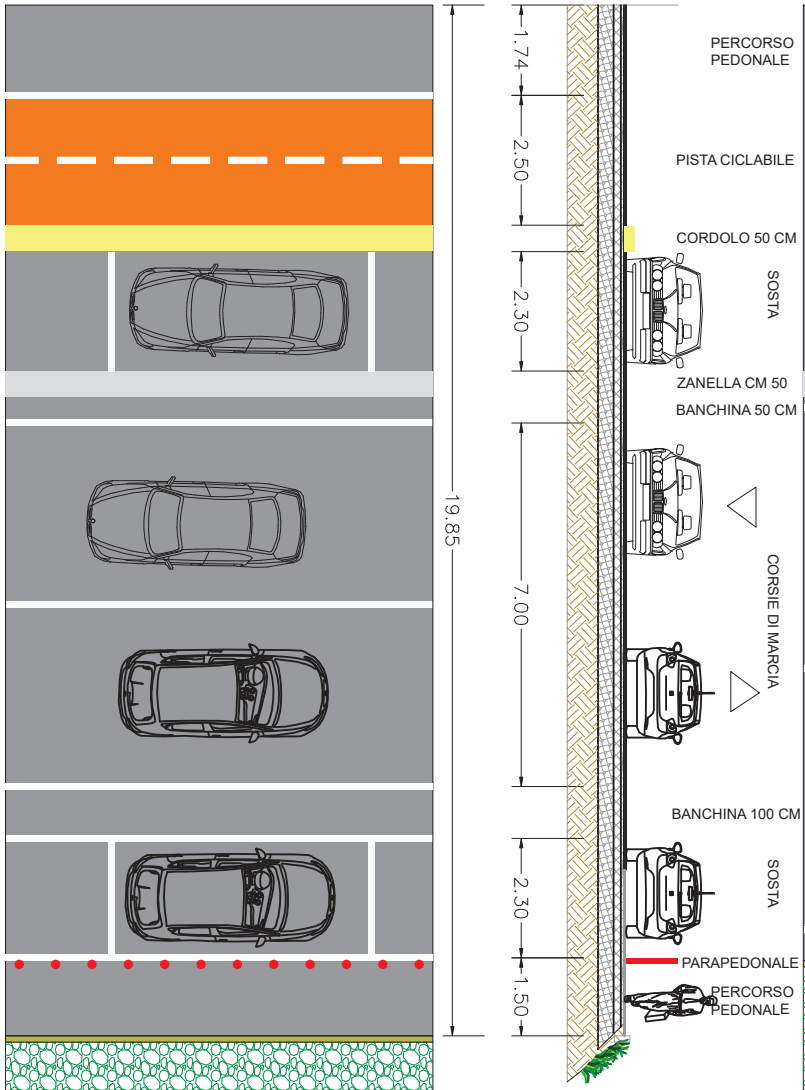 PERCORSO
PEDONALE
1.74
2.50
PISTA CICLABILE
CORDOLO 50 CM
2.30
SOSTA
ZANELLA CM 50
BANCHINA 50 CM
19.85
7.00
CORSIE DI MARCIA
BANCHINA 100 CM
2.30
SOSTA
PARAPEDONALE
1.50
PERCORSO
PEDONALE